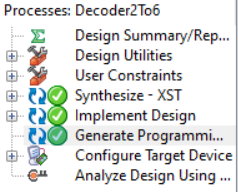 Processes: Decoder2To6
Design Summary/Rep...
Design Utilities
User Constraints
Synthesize - XST
Implement Design
Generate Programmi...
Configure Target Device
Analyze Design Using ...